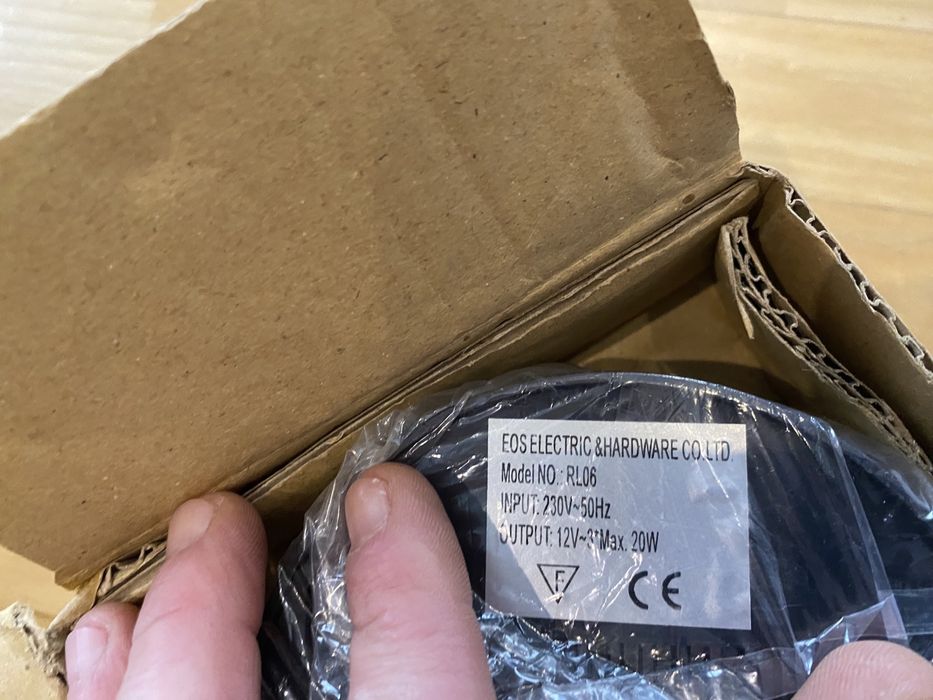 EOS ELECTRIC &HARDWARE CO.LTD.
Model NO.: RL06
INPUT: 230V~50Hz
OUTPUT: 12V~3*Max. 20W
F CE